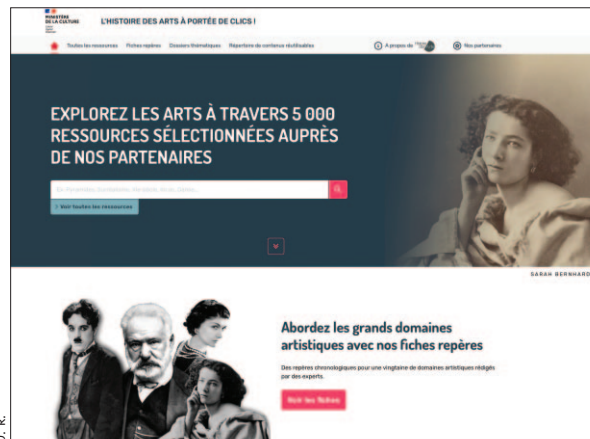 MINISTÈRE
DE LA CULTURE
L'HISTOIRE DES ARTS À PORTÉE DE CLICS !
Toutes les ressources Fiches repères Dossiers thématiques Répertoire de contenus réutilisables A propos de Nos partenaires
EXPLOREZ LES ARTS À TRAVERS 5 000
RESSOURCES SÉLECTIONNÉES AUPRÈS
DE NOS PARTENAIRES
> Voir toutes les ressources
SARAH BERNHARD
Abordez les grands domaines
artistiques avec nos fiches repères
Des repères chronologiques pour une vingtaine de domaines artistiques rédigés
par des experts.
Voir les fiches